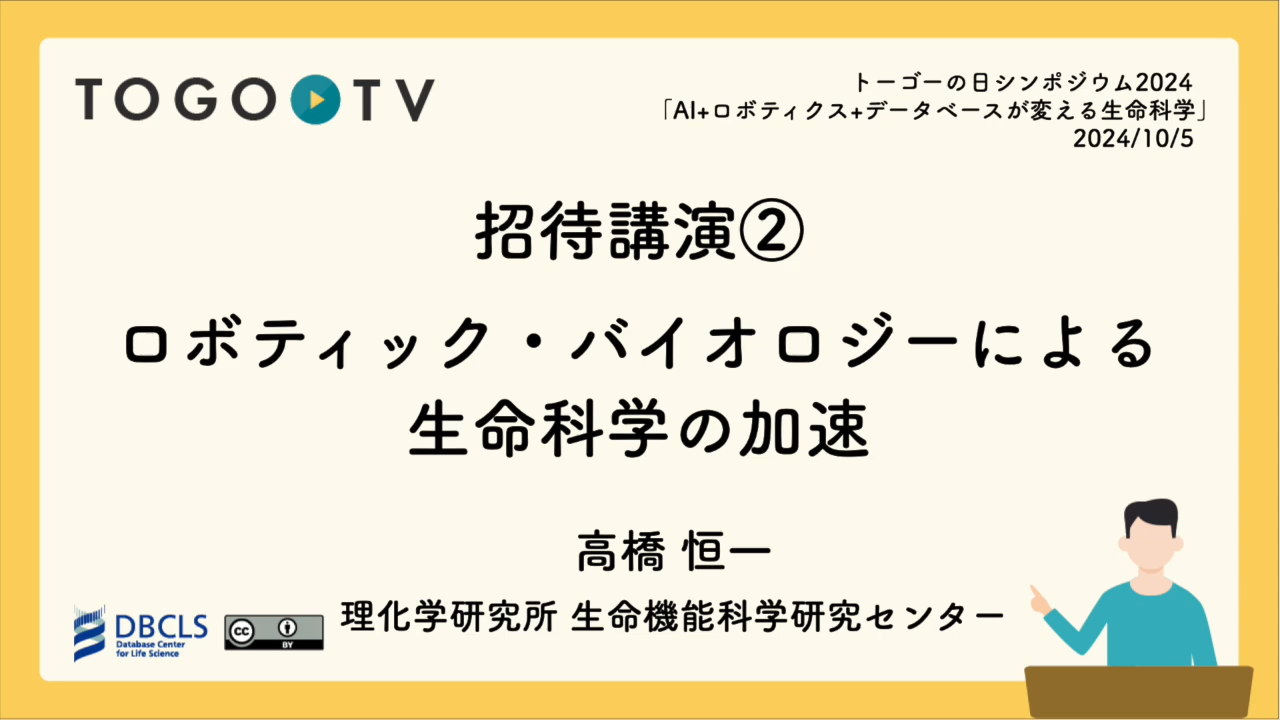 TOGO TV
トーゴーの日シンポジウム2024
「AI+ロボティクス+データベースが変える生命科学」
2024/10/5
招待講演②
ロボティック・バイオロジーによる
生命科学の加速
高橋 恒一
理化学研究所 生命機能科学研究センター
DBCLS
Database Center
for Life Science
cc
BY